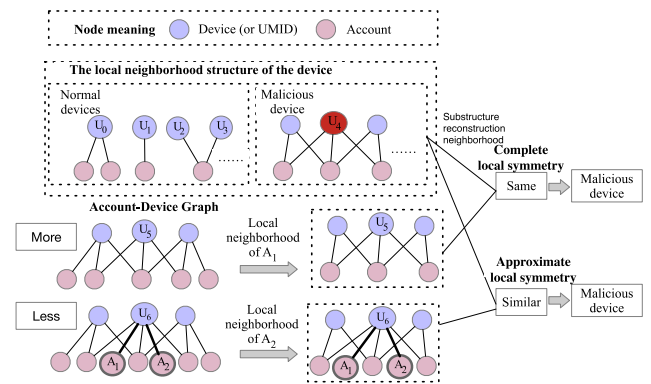 Node meaning Device (or UMID) Account
The local neighborhood structure of the device
Normal
devices
U0 U1 U2 U3
......
Malicious
device
U4
......
Substructure
reconstruction
neighborhood
Complete
local symmetry
Same
Malicious
device
Account-Device Graph
More
U5
Local
neighborhood
of A1
U5
Approximate
local symmetry
Similar
Malicious
device
Less
U6
A1 A2
Local
neighborhood
of A2
U6
A1 A2